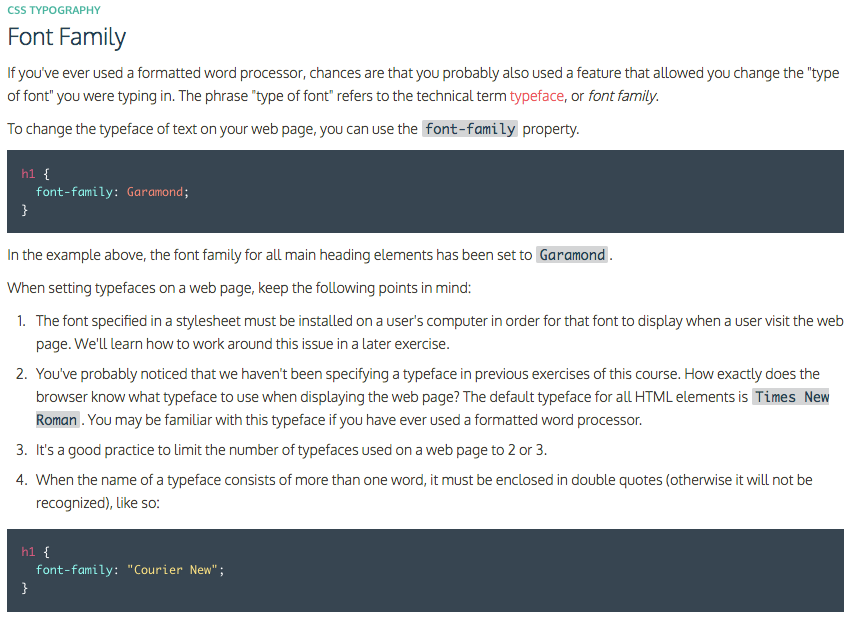 CSS TYPOGRAPHY
Font Family
If you've ever used a formatted word processor, chances are that you probably also used a feature that allowed you change the "type
of font" you were typing in. The phrase "type of font" refers to the technical term typeface, or font family.
To change the typeface of text on your web page, you can use the font-family property.
h1 {
  font-family: Garamond;
}
In the example above, the font family for all main heading elements has been set to Garamond.
When setting typefaces on a web page, keep the following points in mind:
1. The font specified in a stylesheet must be installed on a user's computer in order for that font to display when a user visit the web
page. We'll learn how to work around this issue in a later exercise.
2. You've probably noticed that we haven't been specifying a typeface in previous exercises of this course. How exactly does the
browser know what typeface to use when displaying the web page? The default typeface for all HTML elements is Times New
Roman. You may be familiar with this typeface if you have ever used a formatted word processor.
3. It's a good practice to limit the number of typefaces used on a web page to 2 or 3.
4. When the name of a typeface consists of more than one word, it must be enclosed in double quotes (otherwise it will not be
recognized), like so:
h1 {
  font-family: "Courier New";
}